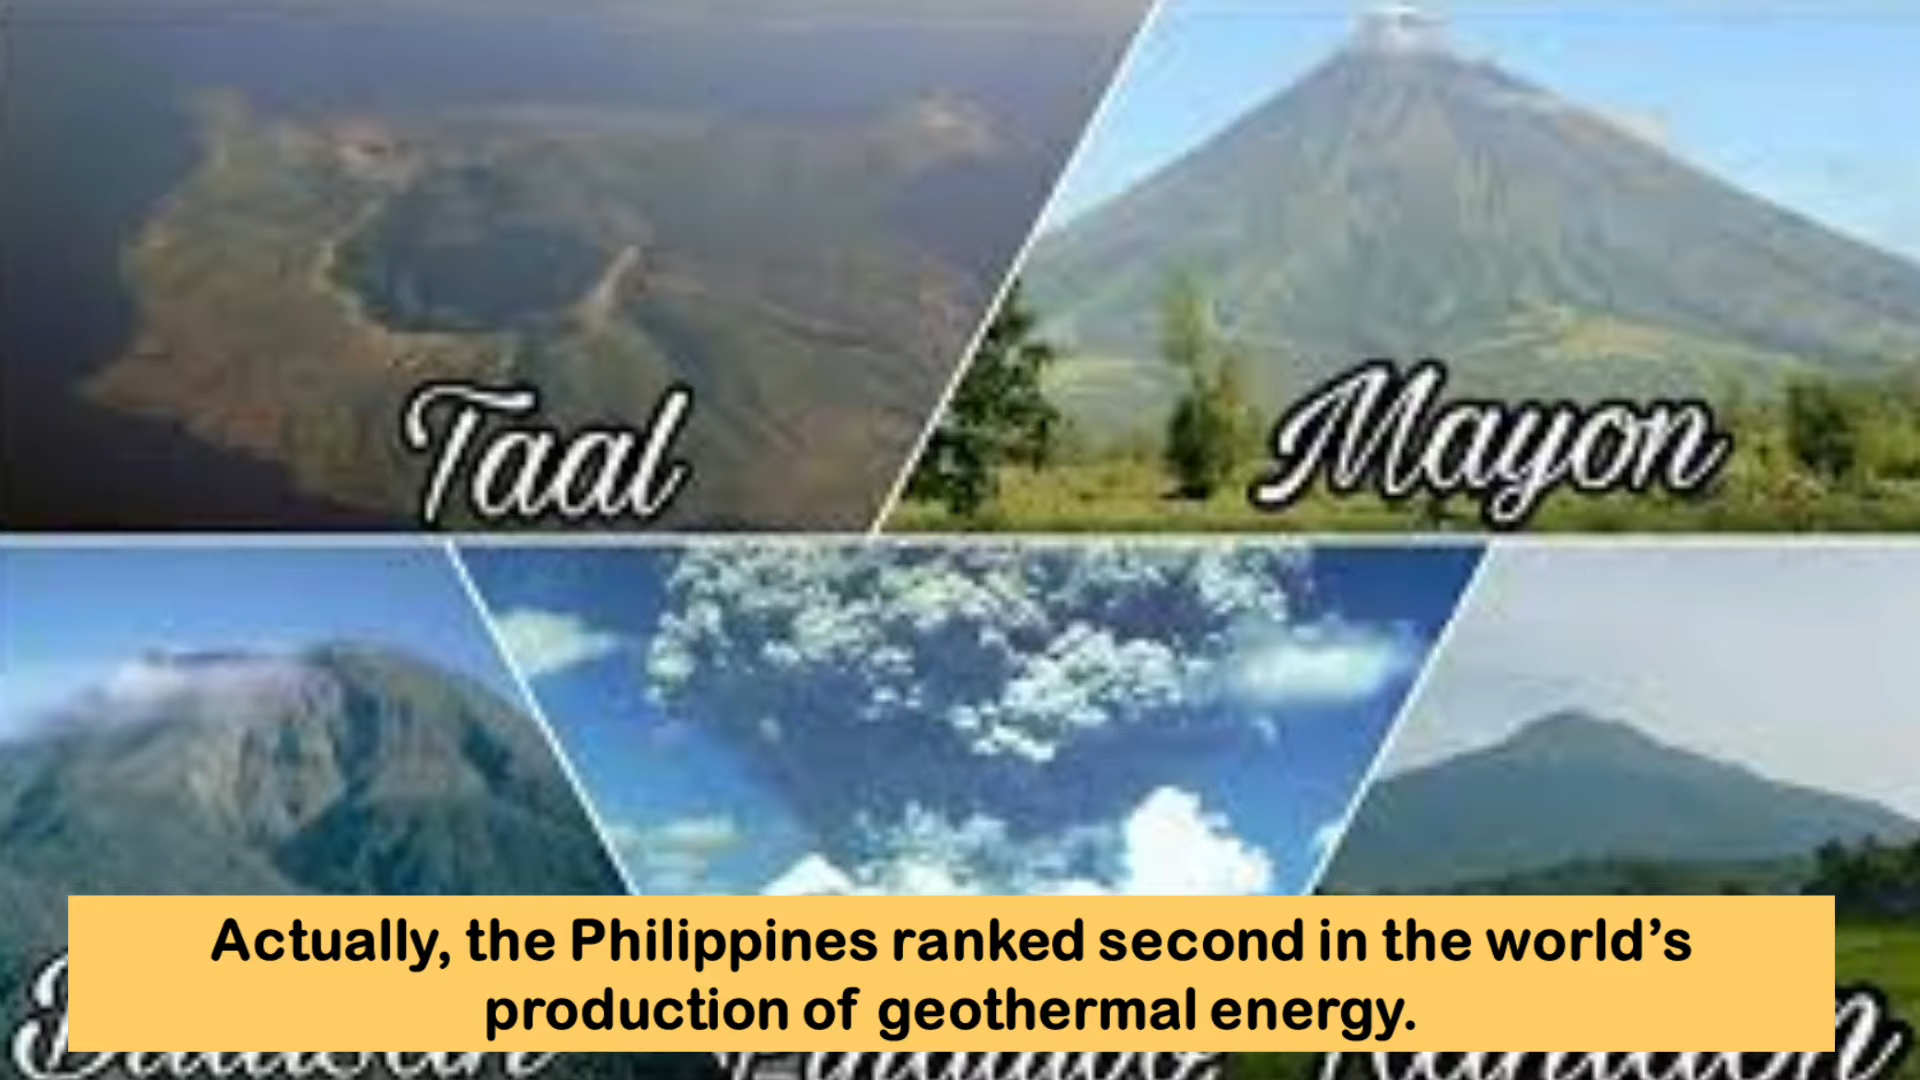 Taal
Mayon
Actually, the Philippines ranked second in the world’s
production of geothermal energy.